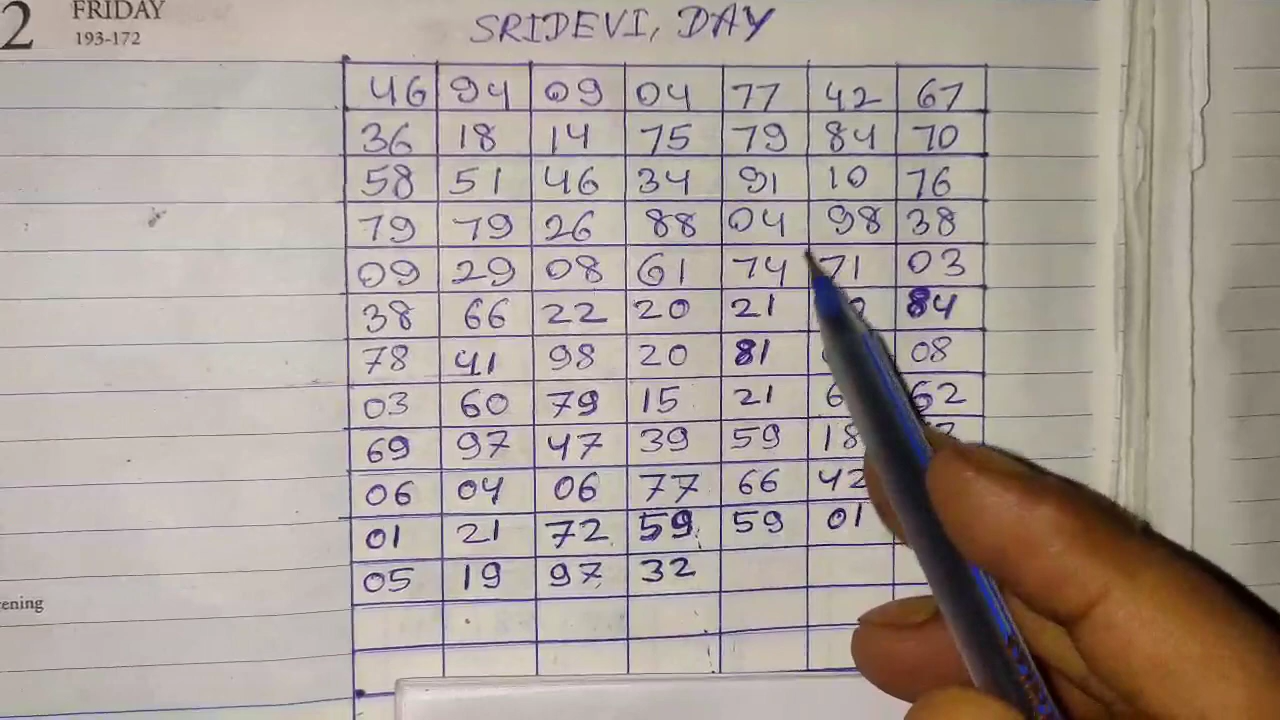 2 FRIDAY
193-172
SRIDEVI, DAY
46 94 09 04 77 42 67
36 18 14 75 79 84 70
58 51 46 34 91 10 76
79 79 26 88 04 98 38
09 29 08 61 74 71 03
38 66 22 20 21 84
78 41 98 20 81 08
03 60 79 15 21 62
69 97 47 39 59 18
06 04 06 77 66 42
01 21 72 59 59 01
05 19 97 32
ening